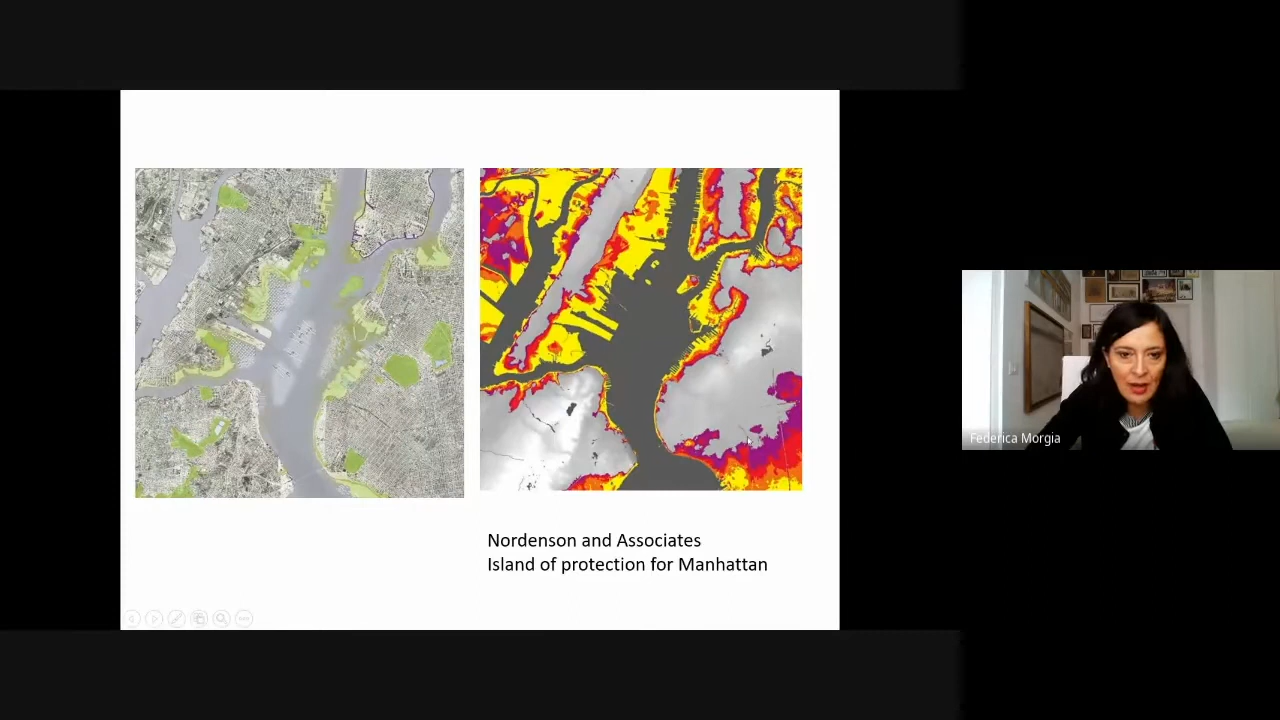 Nordenson and Associates
Island of protection for Manhattan
Federica Morgia